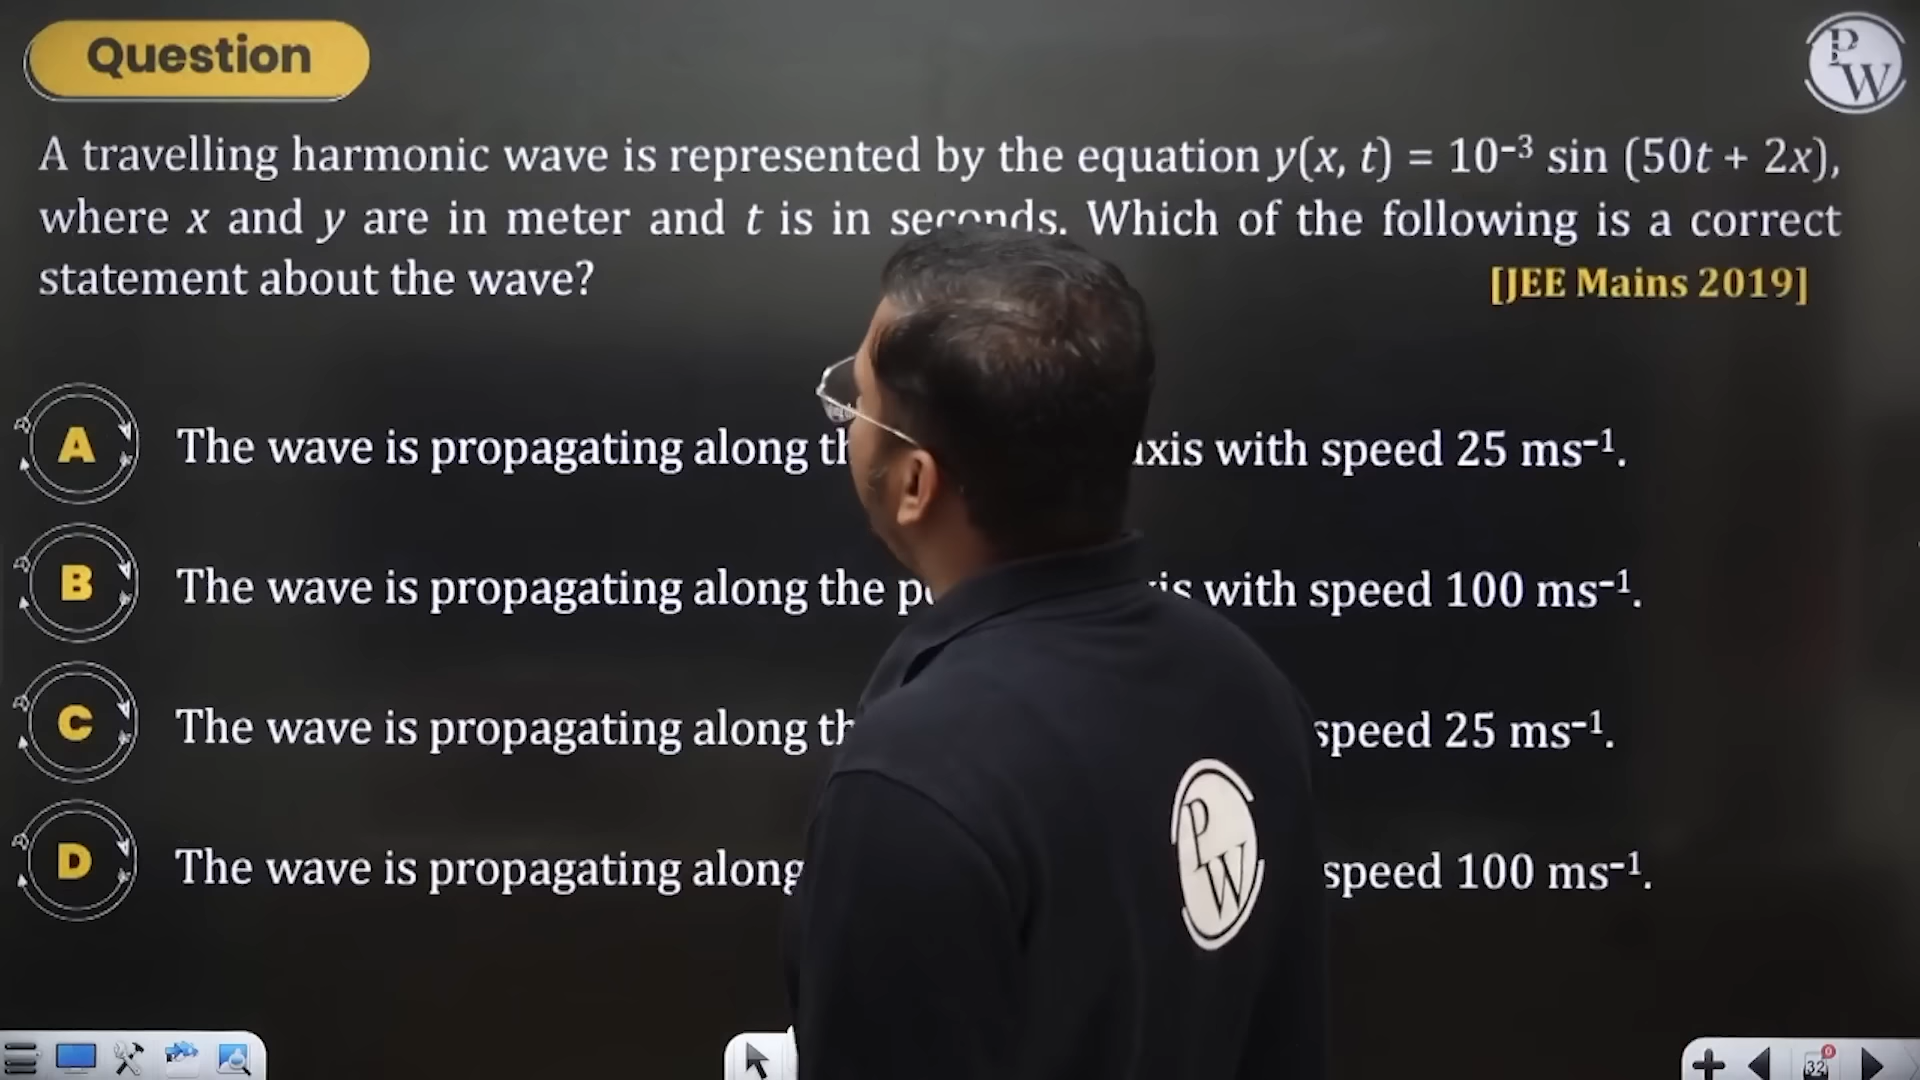 Question
P
W
A travelling harmonic wave is represented by the equation y(x, t) = 10⁻³ sin (50t + 2x),
where x and y are in meter and t is in seconds. Which of the following is a correct
statement about the wave?
[JEE Mains 2019]
A The wave is propagating along with speed 25 ms⁻¹.
B The wave is propagating along the with speed 100 ms⁻¹.
C The wave is propagating along speed 25 ms⁻¹.
D The wave is propagating along speed 100 ms⁻¹.
P
W
32
0